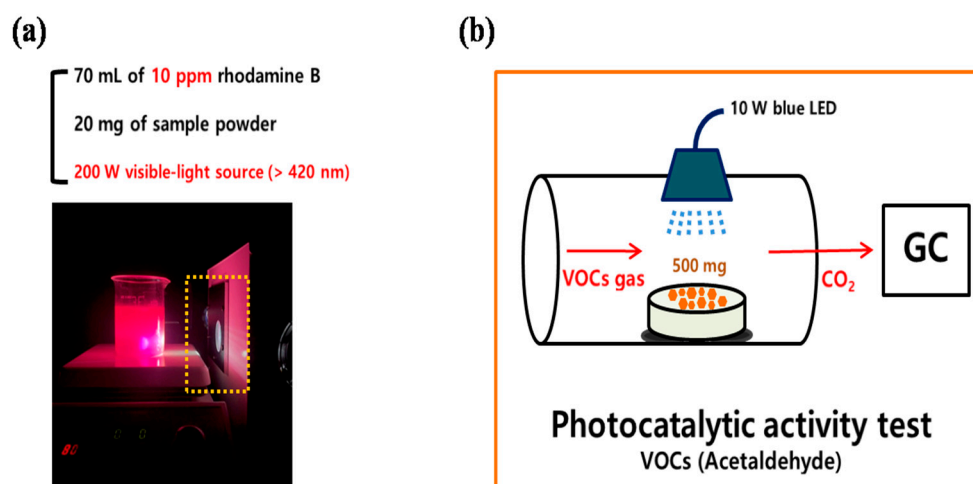 (a)
70 mL of 10 ppm rhodamine B
20 mg of sample powder
200 W visible-light source (> 420 nm)
(b)
10 W blue LED
VOCs gas
500 mg
CO₂
GC
Photocatalytic activity test
VOCs (Acetaldehyde)